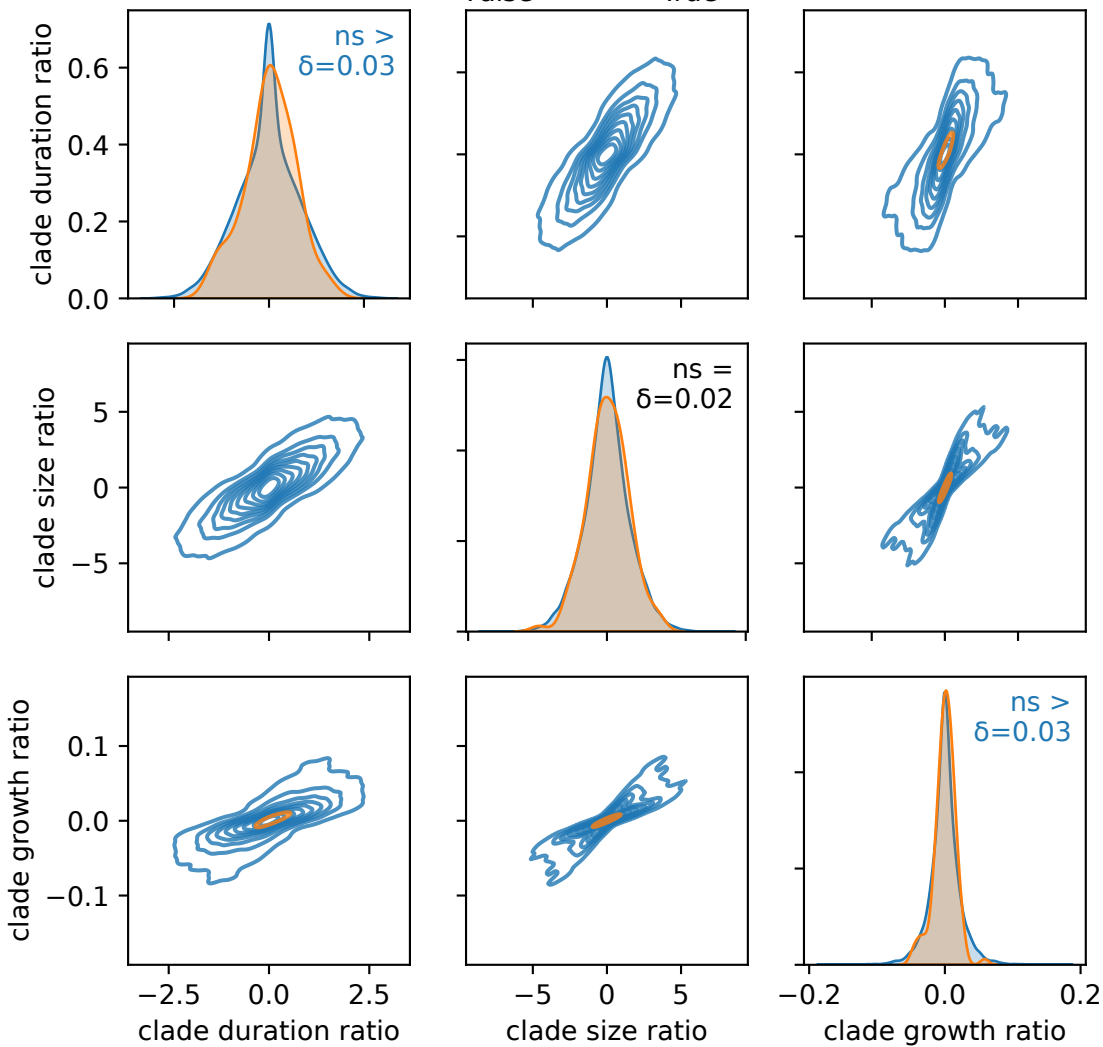 clade duration ratio
0.6
0.4
0.2
0.0
ns >
δ=0.03
clade size ratio
5
0
−5
ns =
δ=0.02
clade growth ratio
0.1
0.0
−0.1
ns >
δ=0.03
−2.5
0.0
2.5
−5
0
5
−0.2
0.0
0.2
clade duration ratio
clade size ratio
clade growth ratio